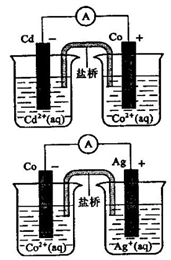 A
Cd − Co +
盐桥
Cd²⁺(aq) Co²⁺(aq)
A
Co − Ag +
盐桥
Co²⁺(aq) Ag⁺(aq)